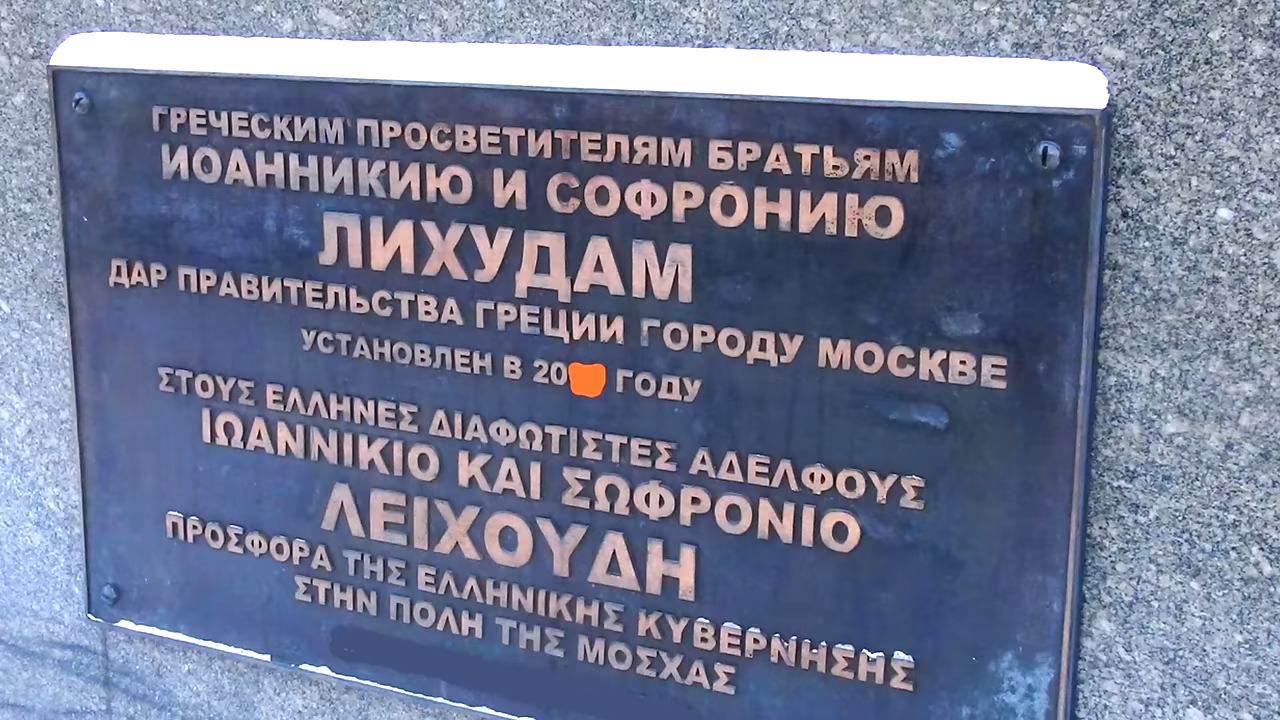 ГРЕЧЕСКИМ ПРОСВЕТИТЕЛЯМ БРАТЬЯМ
ИОАННИКИЮ И СОФРОНИЮ
ЛИХУДАМ
ДАР ПРАВИТЕЛЬСТВА ГРЕЦИИ ГОРОДУ МОСКВЕ
УСТАНОВЛЕН В 20 ГОДУ
ΣΤΟΥΣ ΕΛΛΗΝΕΣ ΔΙΑΦΩΤΙΣΤΕΣ ΑΔΕΛΦΟΥΣ
ΙΩΑΝΝΙΚΙΟ ΚΑΙ ΣΩΦΡΟΝΙΟ
ΛΕΙΧΟΥΔΗ
ΠΡΟΣΦΟΡΑ ΤΗΣ ΕΛΛΗΝΙΚΗΣ ΚΥΒΕΡΝΗΣΗΣ
ΣΤΗΝ ΠΟΛΗ ΤΗΣ ΜΟΣΧΑΣ